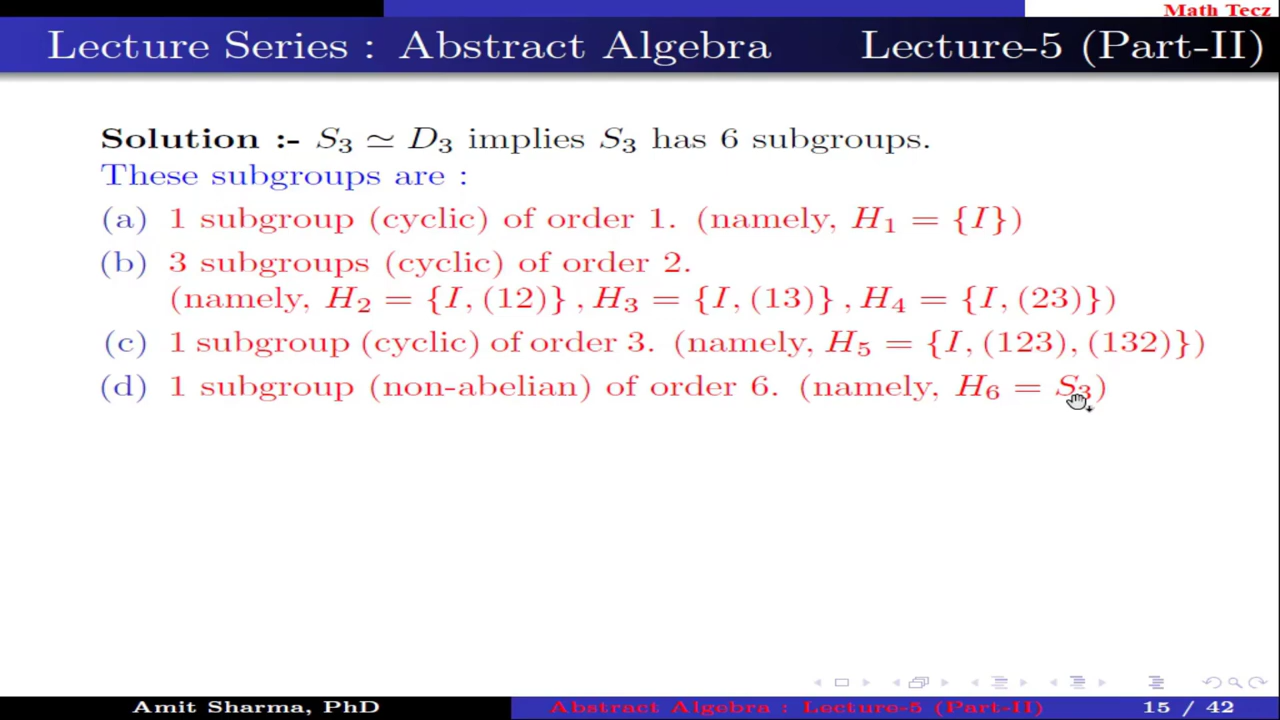 Math Tecz
Lecture Series : Abstract Algebra Lecture-5 (Part-II)
Solution :- S₃ ≃ D₃ implies S₃ has 6 subgroups.
These subgroups are :
(a) 1 subgroup (cyclic) of order 1. (namely, H₁ = {I})
(b) 3 subgroups (cyclic) of order 2.
(namely, H₂ = {I, (12)} , H₃ = {I, (13)} , H₄ = {I, (23)})
(c) 1 subgroup (cyclic) of order 3. (namely, H₅ = {I, (123), (132)})
(d) 1 subgroup (non-abelian) of order 6. (namely, H₆ = S₃)
Amit Sharma, PhD Abstract Algebra : Lecture-5 (Part-II) 15 / 42